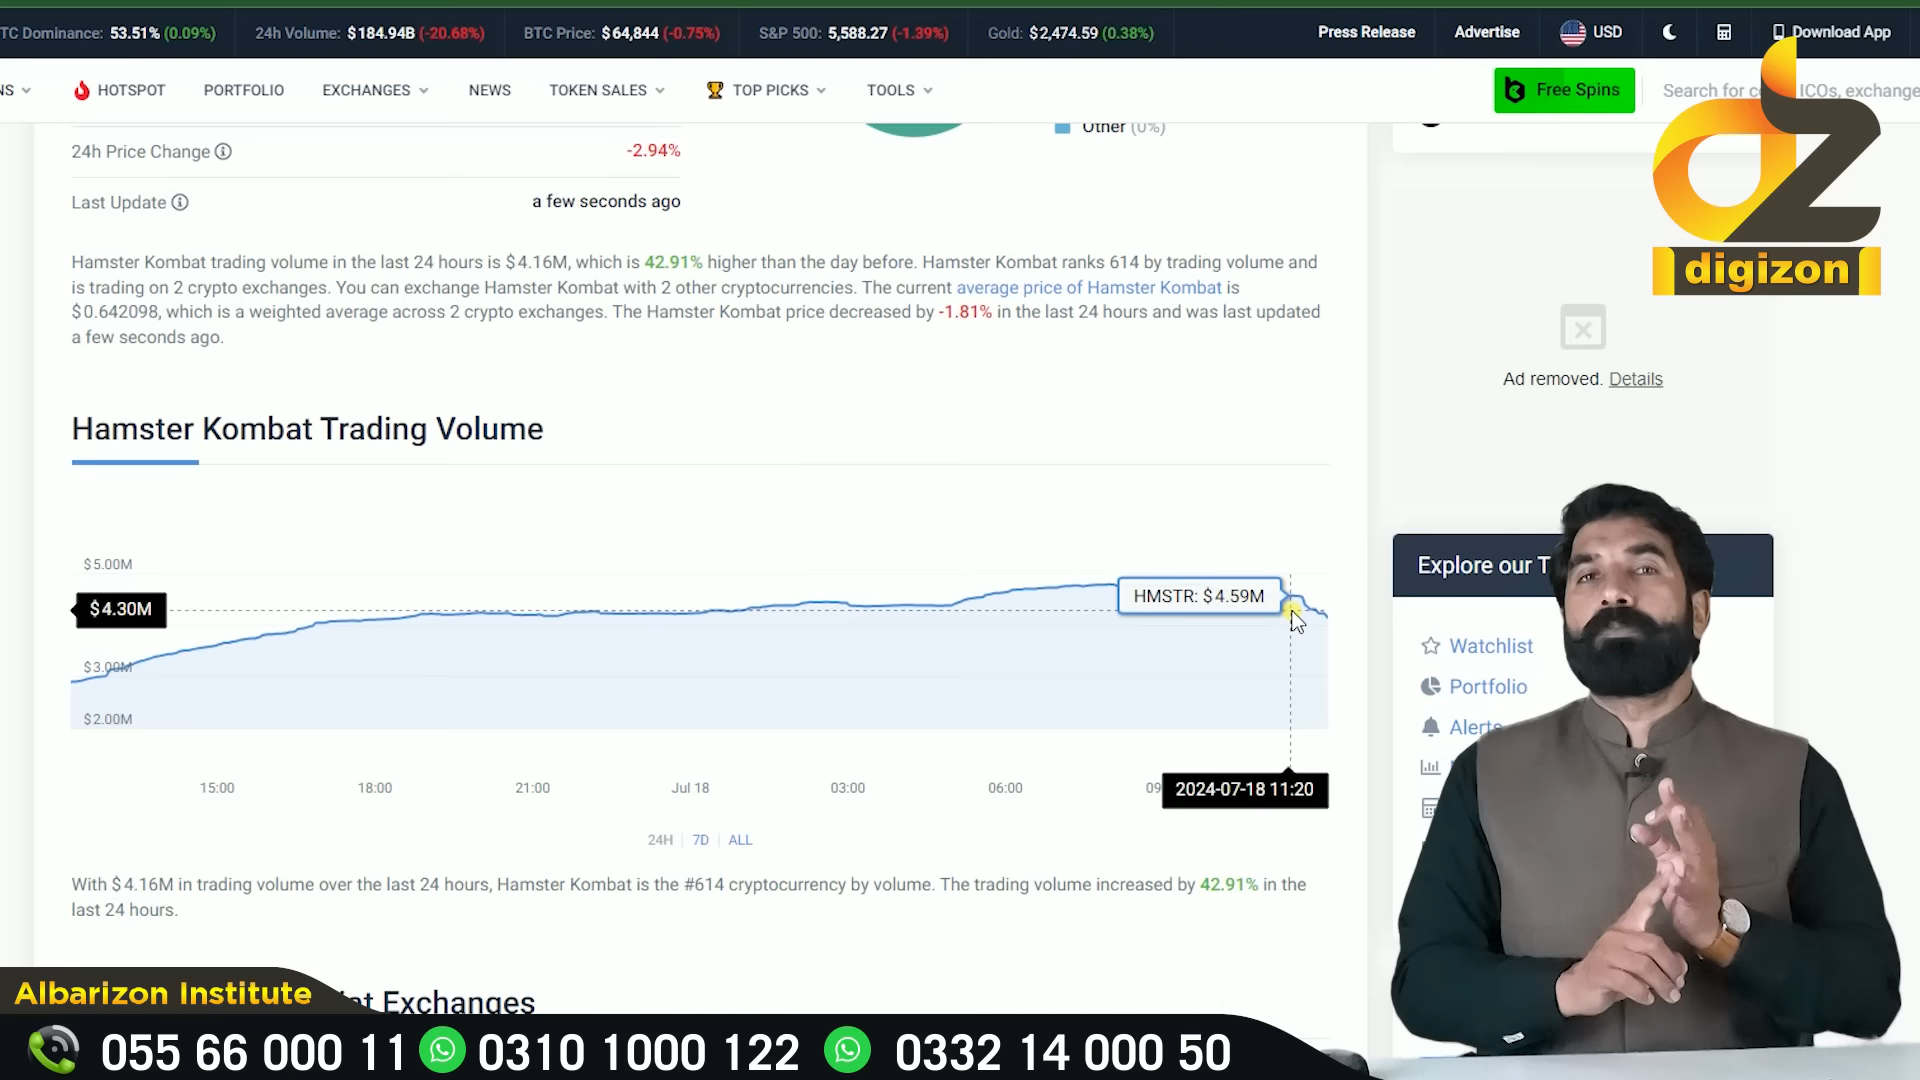 TC Dominance: 53.51% (0.09%) 24h Volume: $184.94B (-20.68%) BTC Price: $64,844 (-0.75%) S&P 500: 5,588.27 (-1.39%) Gold: $2,474.59 (0.38%) Press Release Advertise USD Download App
NS HOTSPOT PORTFOLIO EXCHANGES NEWS TOKEN SALES TOP PICKS TOOLS Free Spins Search for co ICOs, exchange
Other (0%)
24h Price Change -2.94%
Last Update a few seconds ago
dz
digizon
Hamster Kombat trading volume in the last 24 hours is $4.16M, which is 42.91% higher than the day before. Hamster Kombat ranks 614 by trading volume and
is trading on 2 crypto exchanges. You can exchange Hamster Kombat with 2 other cryptocurrencies. The current average price of Hamster Kombat is
$0.642098, which is a weighted average across 2 crypto exchanges. The Hamster Kombat price decreased by -1.81% in the last 24 hours and was last updated
a few seconds ago.
Ad removed. Details
Hamster Kombat Trading Volume
$5.00M
$4.30M
HMSTR: $4.59M
$3.00M
$2.00M
15:00 18:00 21:00 Jul 18 03:00 06:00 09 2024-07-18 11:20
24H 7D ALL
Explore our T
Watchlist
Portfolio
Alerts
With $4.16M in trading volume over the last 24 hours, Hamster Kombat is the #614 cryptocurrency by volume. The trading volume increased by 42.91% in the
last 24 hours.
at Exchanges
Albarizon Institute
055 66 000 11 0310 1000 122 0332 14 000 50